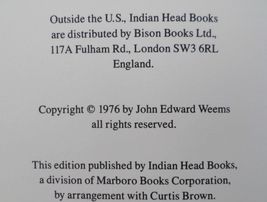 Outside the U.S., Indian Head Books
are distributed by Bison Books Ltd.,
117A Fulham Rd., London SW3 6RL
England.
Copyright © 1976 by John Edward Weems
all rights reserved.
This edition published by Indian Head Books,
a division of Marboro Books Corporation,
by arrangement with Curtis Brown.